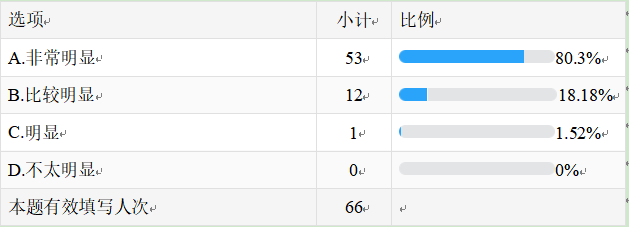 选项 小计 比例
A.非常明显 53 80.3%
B.比较明显 12 18.18%
C.明显 1 1.52%
D.不太明显 0 0%
本题有效填写人次 66